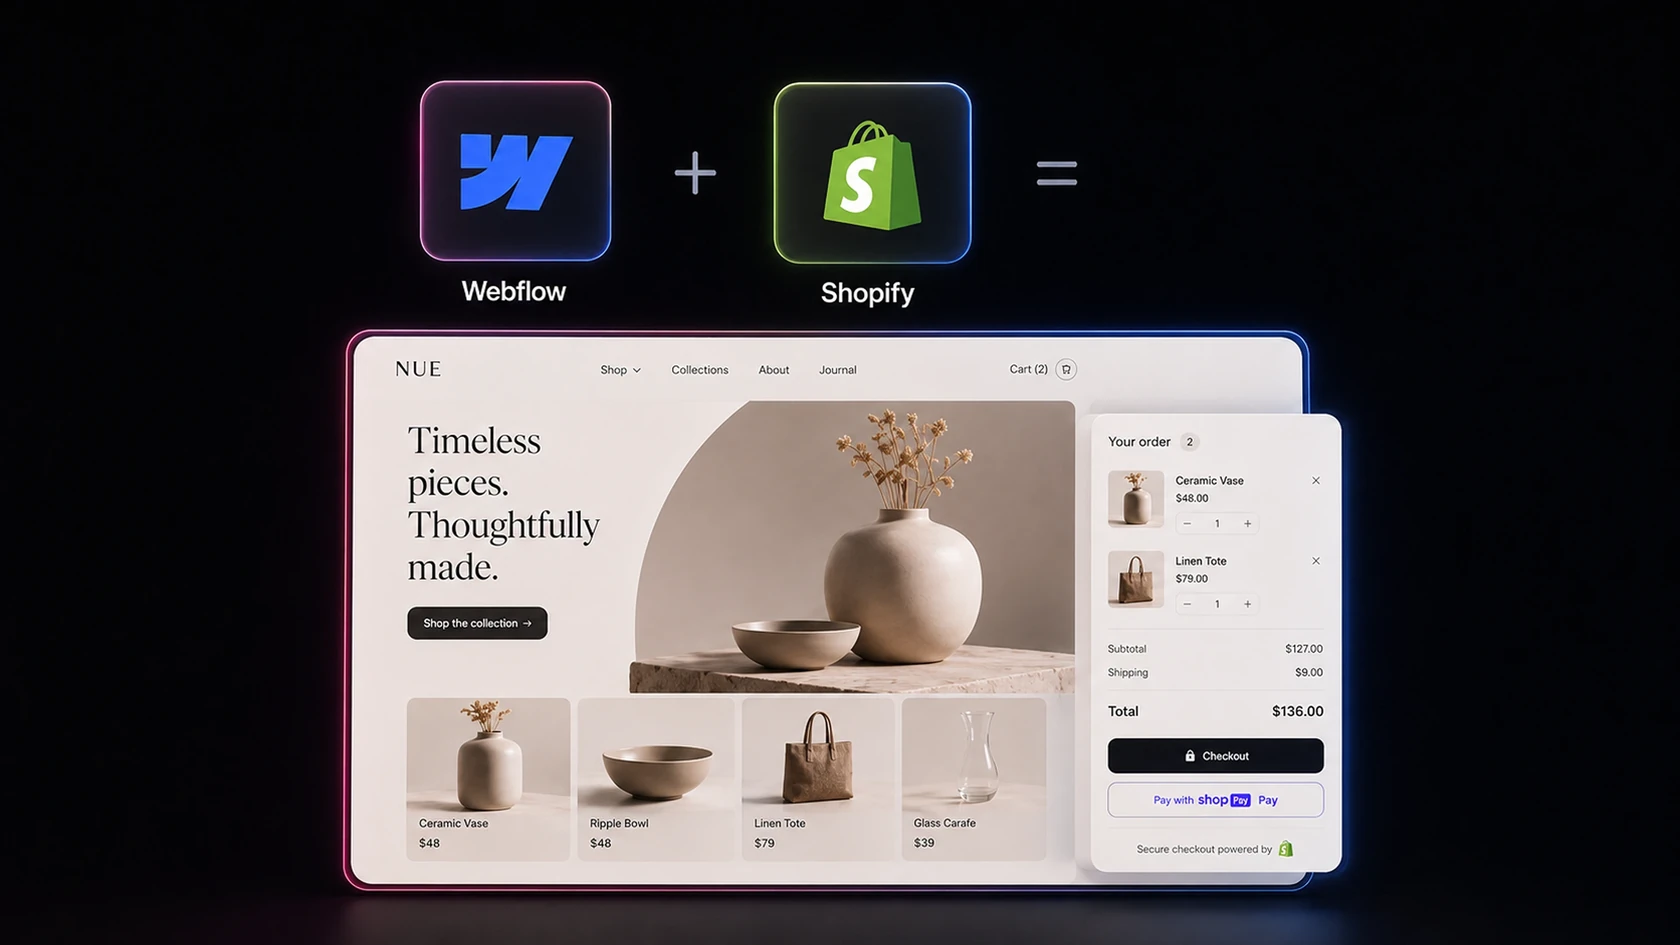 Webflow
+
S
Shopify
=
NUE
Shop
Collections
About
Journal
Cart (2)
Timeless
pieces.
Thoughtfully
made.
Shop the collection →
Ceramic Vase
$48
Ripple Bowl
$48
Linen Tote
$79
Glass Carafe
$39
Your order 2
Ceramic Vase
$48.00
− 1 +
Linen Tote
$79.00
− 1 +
Subtotal $127.00
Shipping $9.00
Total $136.00
Checkout
Pay with shop Pay Pay
Secure checkout powered by